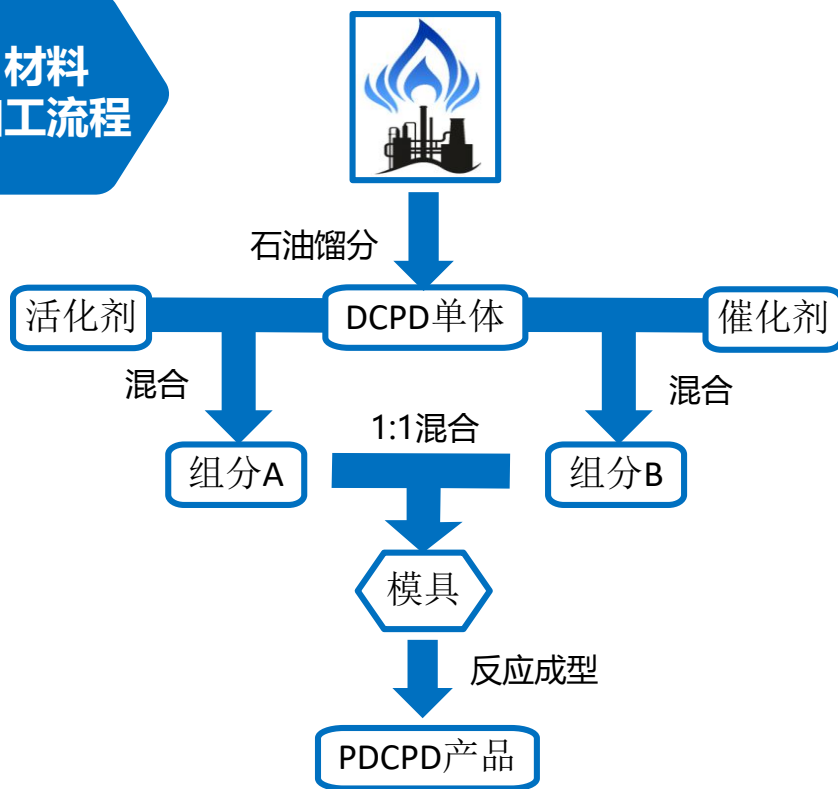 材料
工流程
石油馏分
活化剂
DCPD单体
催化剂
混合
混合
1:1混合
组分A
组分B
模具
反应成型
PDCPD产品